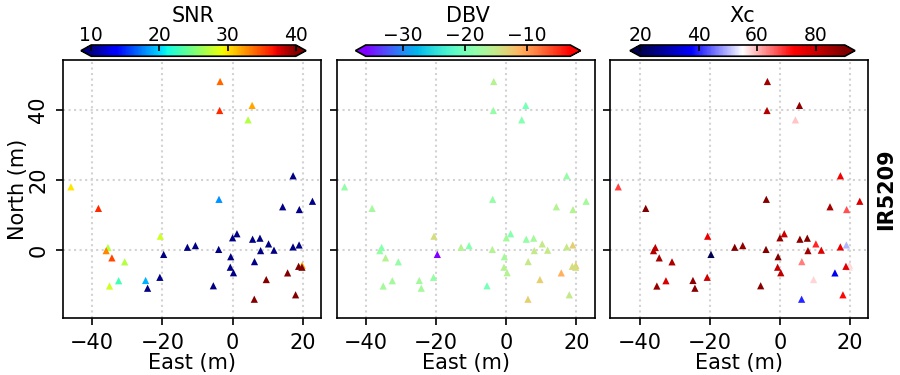 SNR DBV Xc
10 20 30 40 −30 −20 −10 20 40 60 80
North (m)
40
20
0
IR5209
−40 −20 0 20 −40 −20 0 20 −40 −20 0 20
East (m) East (m) East (m)